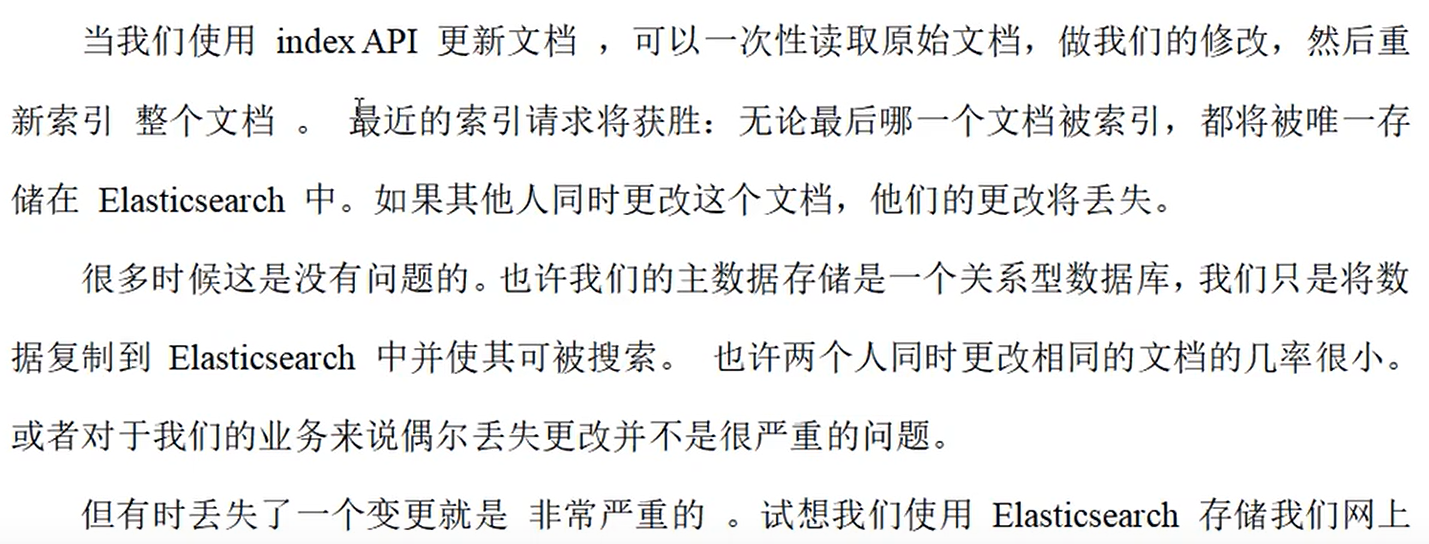 当我们使用 index API 更新文档 ，可以一次性读取原始文档，做我们的修改，然后重
新索引 整个文档 。 最近的索引请求将获胜：无论最后哪一个文档被索引，都将被唯一存
储在 Elasticsearch 中。如果其他人同时更改这个文档，他们的更改将丢失。
很多时候这是没有问题的。也许我们的主数据存储是一个关系型数据库，我们只是将数
据复制到 Elasticsearch 中并使其可被搜索。 也许两个人同时更改相同的文档的几率很小。
或者对于我们的业务来说偶尔丢失更改并不是很严重的问题。
但有时丢失了一个变更就是 非常严重的 。试想我们使用 Elasticsearch 存储我们网上